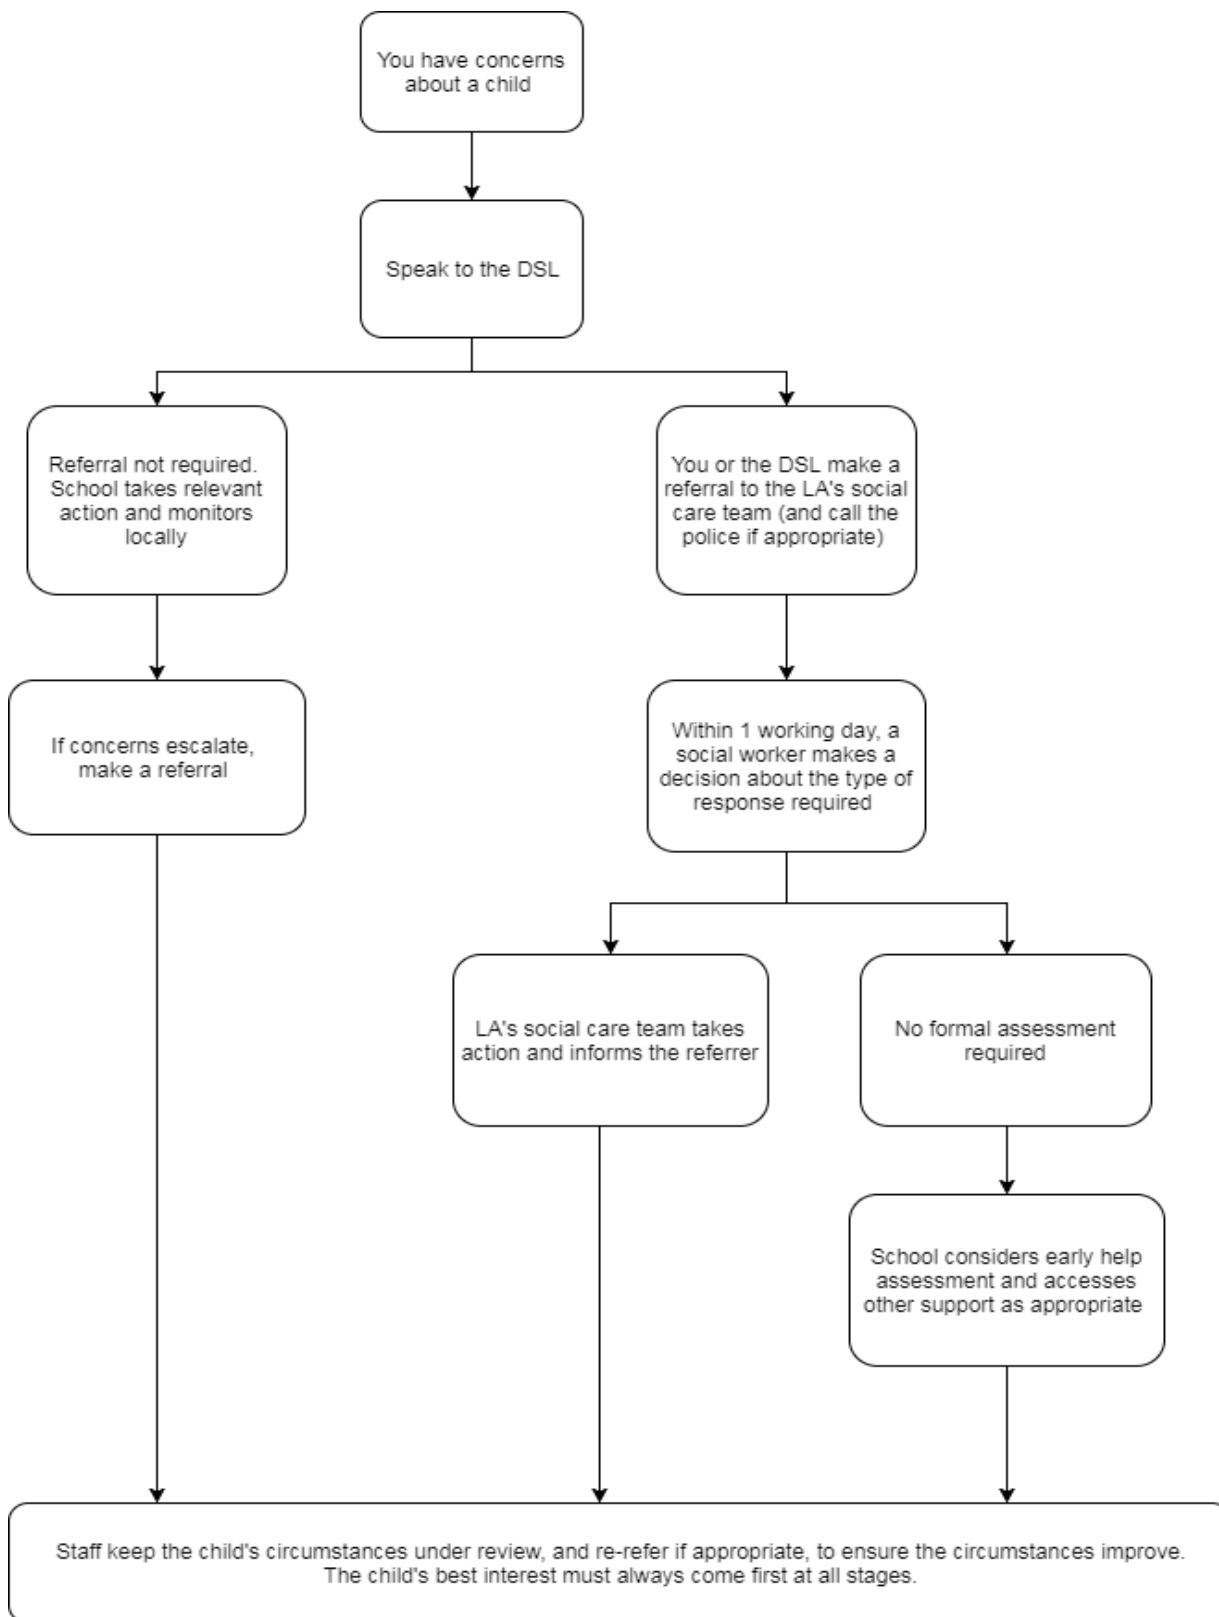 You have concerns
about a child
Speak to the DSL
Referral not required.
School takes relevant
action and monitors
locally
You or the DSL make a
referral to the LA's social
care team (and call the
police if appropriate)
If concerns escalate,
make a referral
Within 1 working day, a
social worker makes a
decision about the type of
response required
LA's social care team takes
action and informs the referrer
No formal assessment
required
School considers early help
assessment and accesses
other support as appropriate
Staff keep the child's circumstances under review, and re-refer if appropriate, to ensure the circumstances improve.
The child's best interest must always come first at all stages.